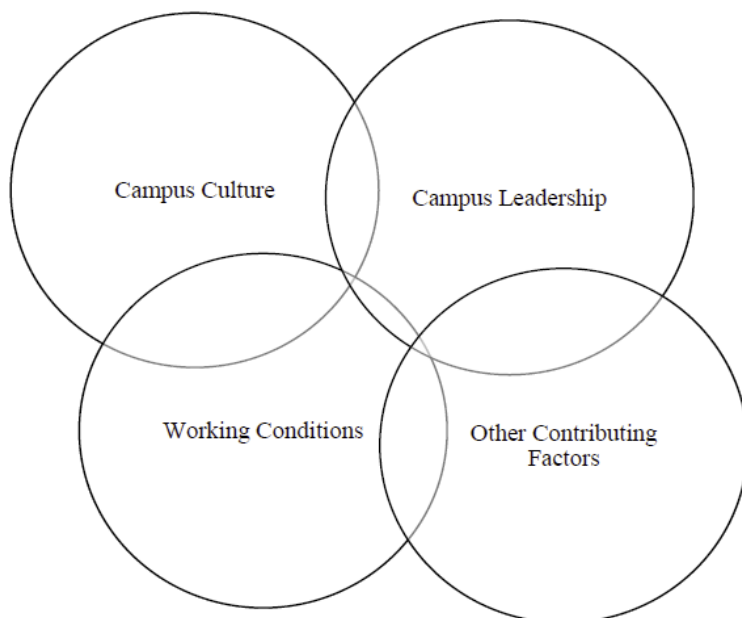 Campus Culture
Campus Leadership
Working Conditions
Other Contributing
Factors